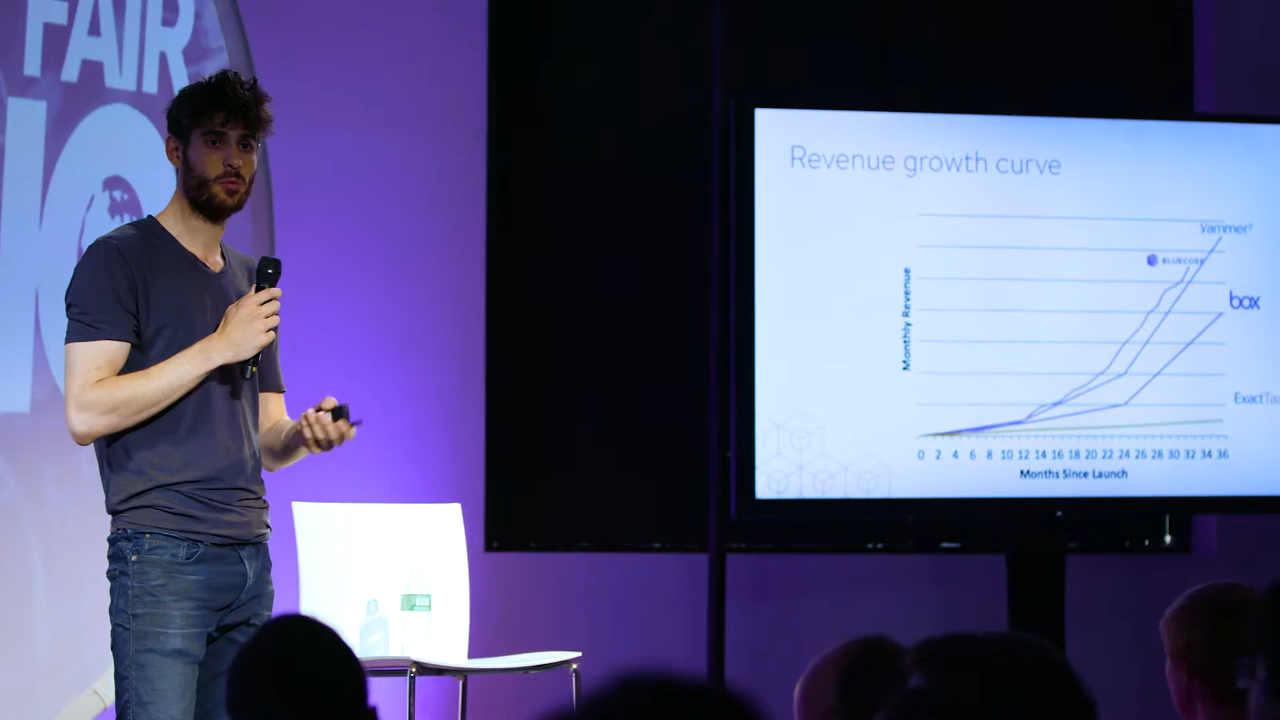 FAIR
Revenue growth curve
Yammer
BLUECORE
box
ExactTa
Monthly Revenue
0 2 4 6 8 10 12 14 16 18 20 22 24 26 28 30 32 34 36
Months Since Launch